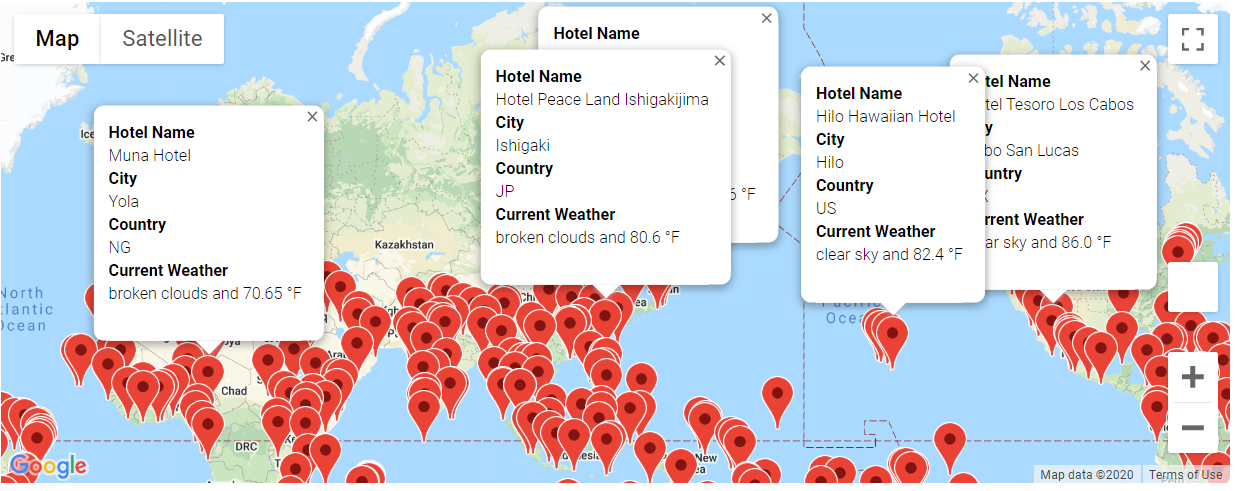 Map
Satellite
Hotel Name
Muna Hotel
City
Yola
Country
NG
Current Weather
broken clouds and 70.65 °F
Hotel Name
6 °F
Hotel Name
Hotel Peace Land Ishigakijima
City
Ishigaki
Country
JP
Current Weather
broken clouds and 80.6 °F
Hotel Name
Hilo Hawaiian Hotel
City
Hilo
Country
US
Current Weather
clear sky and 82.4 °F
tel Name
tel Tesoro Los Cabos
y
bo San Lucas
untry
X
rrent Weather
ar sky and 86.0 °F
Kazakhstan
North
tlantic
Ocean
Ocea
Chad
DRC
New
Google
Map data ©2020
Terms of Use